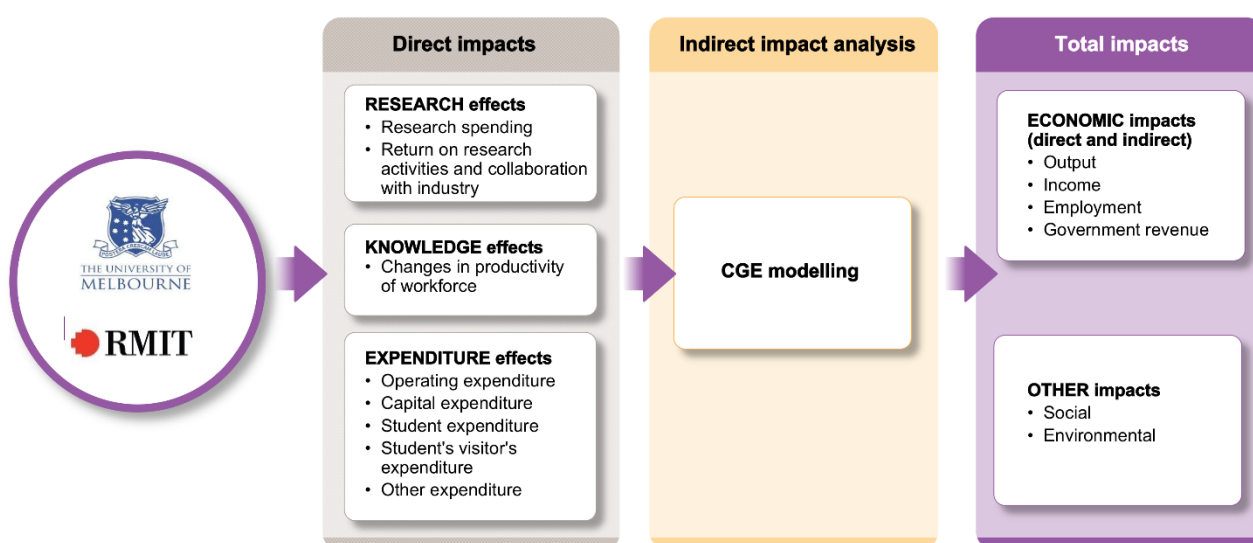 Direct impacts
RESEARCH effects
• Research spending
• Return on research
activities and collaboration
with industry
KNOWLEDGE effects
• Changes in productivity
of workforce
EXPENDITURE effects
• Operating expenditure
• Capital expenditure
• Student expenditure
• Student's visitor's
expenditure
• Other expenditure
Indirect impact analysis
CGE modelling
Total impacts
ECONOMIC impacts
(direct and indirect)
• Output
• Income
• Employment
• Government revenue
OTHER impacts
• Social
• Environmental
THE UNIVERSITY OF
MELBOURNE
RMIT